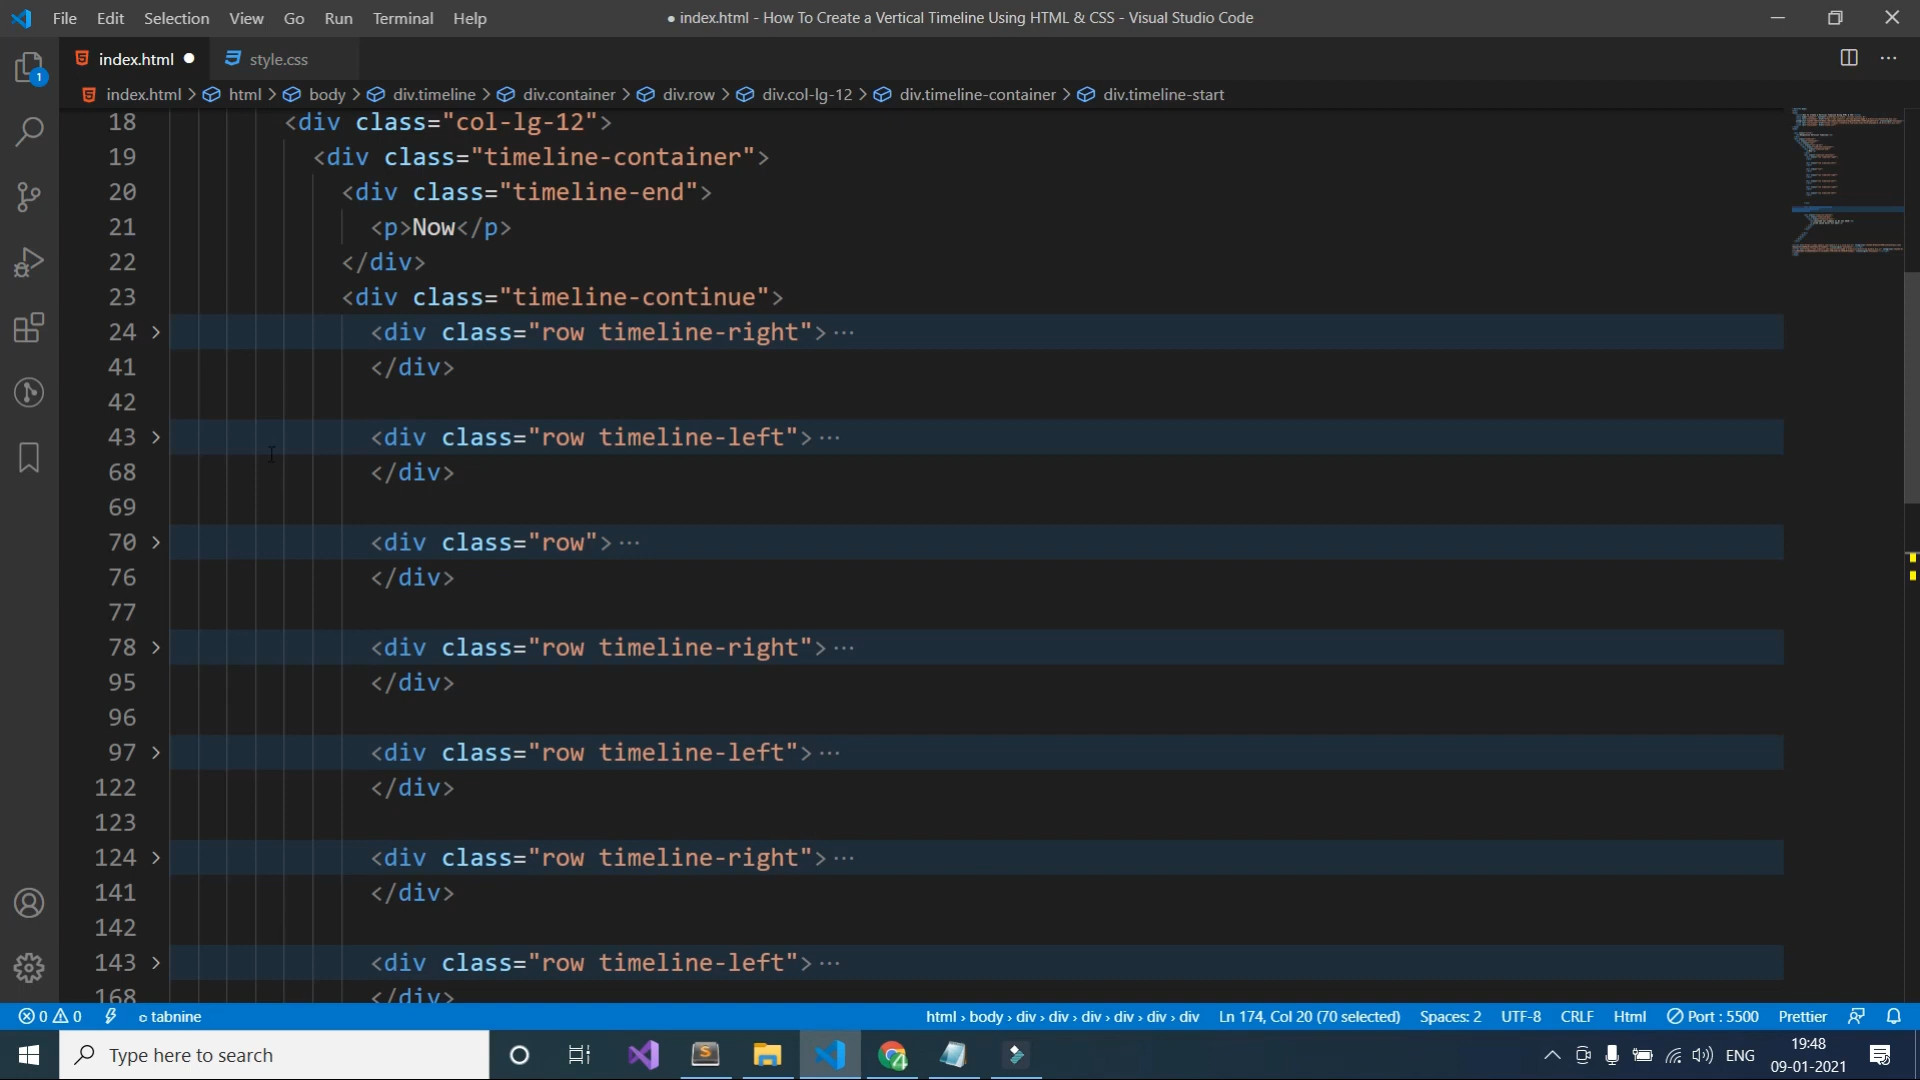 File Edit Selection View Go Run Terminal Help ● index.html - How To Create a Vertical Timeline Using HTML & CSS - Visual Studio Code
index.html ● style.css
index.html > html > body > div.timeline > div.container > div.row > div.col-lg-12 > div.timeline-container > div.timeline-start
1
18 <div class="col-lg-12">
19 <div class="timeline-container">
20 <div class="timeline-end">
21 <p>Now</p>
22 </div>
23 <div class="timeline-continue">
24 > <div class="row timeline-right">···
41 </div>
42
43 > <div class="row timeline-left">···
68 </div>
69
70 > <div class="row">···
76 </div>
77
78 > <div class="row timeline-right">···
95 </div>
96
97 > <div class="row timeline-left">···
122 </div>
123
124 > <div class="row timeline-right">···
141 </div>
142
143 > <div class="row timeline-left">···
168 </div>
0 0 tabnine html › body › div › div › div › div › div › div Ln 174, Col 20 (70 selected) Spaces: 2 UTF-8 CRLF Html Port : 5500 Prettier
Type here to search ENG 19:48
09-01-2021